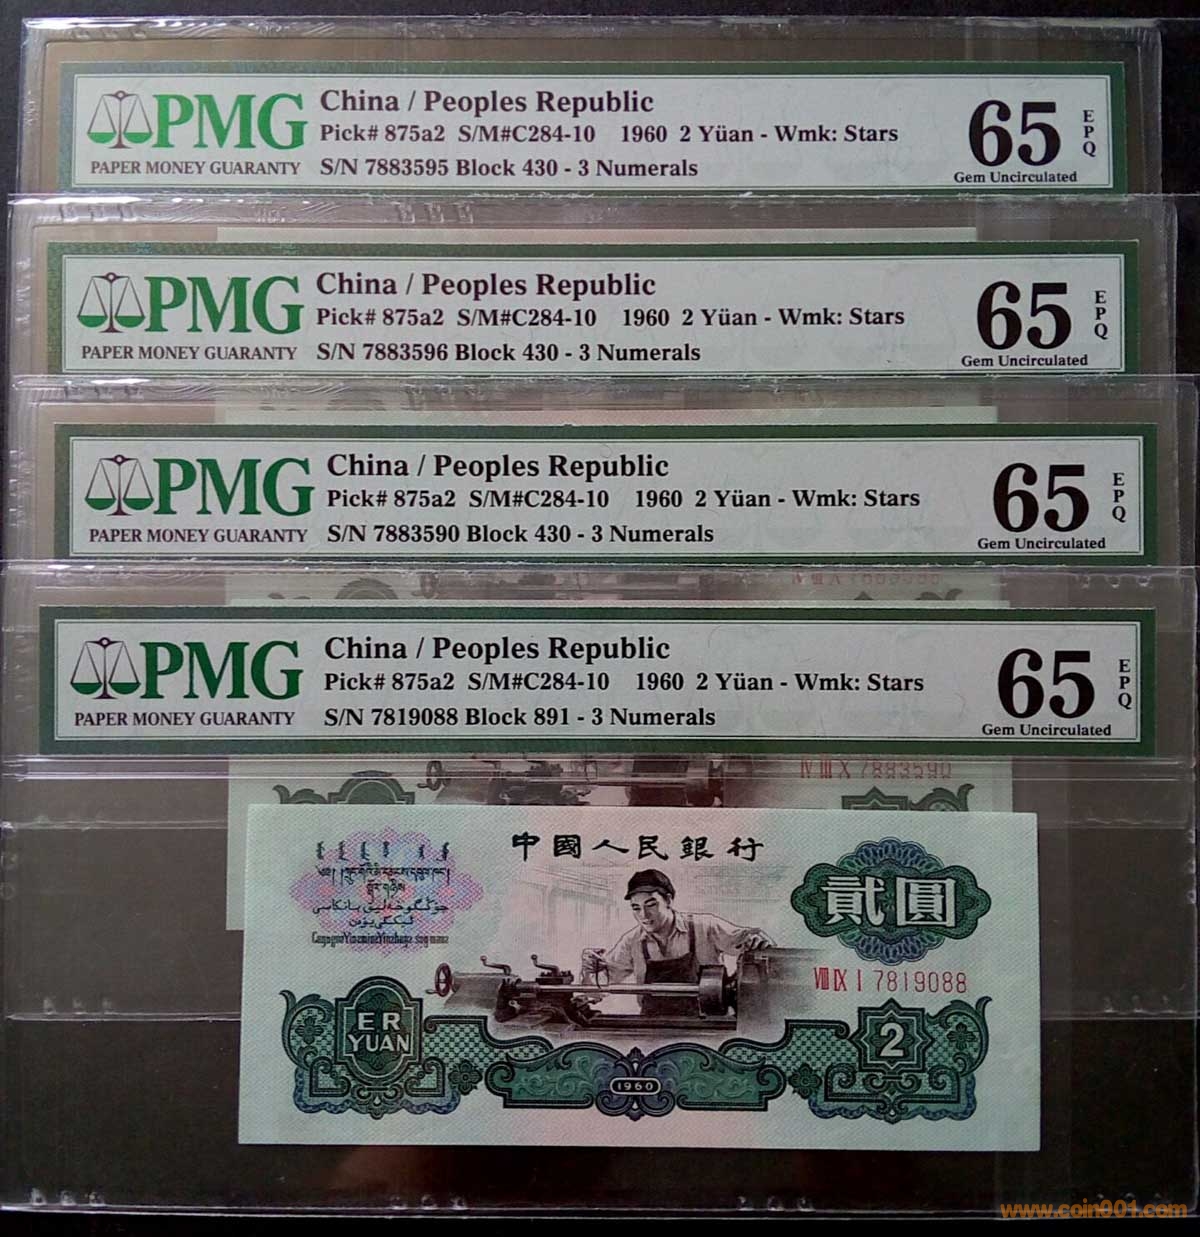 PMG
PAPER MONEY GUARANTY
China / Peoples Republic
Pick# 875a2 S/M#C284-10 1960 2 Yüan - Wmk: Stars
S/N 7883595 Block 430 - 3 Numerals
65
EPQ
Gem Uncirculated
PMG
PAPER MONEY GUARANTY
China / Peoples Republic
Pick# 875a2 S/M#C284-10 1960 2 Yüan - Wmk: Stars
S/N 7883596 Block 430 - 3 Numerals
65
EPQ
Gem Uncirculated
PMG
PAPER MONEY GUARANTY
China / Peoples Republic
Pick# 875a2 S/M#C284-10 1960 2 Yüan - Wmk: Stars
S/N 7883590 Block 430 - 3 Numerals
65
EPQ
Gem Uncirculated
PMG
PAPER MONEY GUARANTY
China / Peoples Republic
Pick# 875a2 S/M#C284-10 1960 2 Yüan - Wmk: Stars
S/N 7819088 Block 891 - 3 Numerals
65
EPQ
Gem Uncirculated
IV III X 7883590
中國人民銀行
貳圓
VIII IX I 7819088
ER
YUAN
1960
2
www.coin001.com